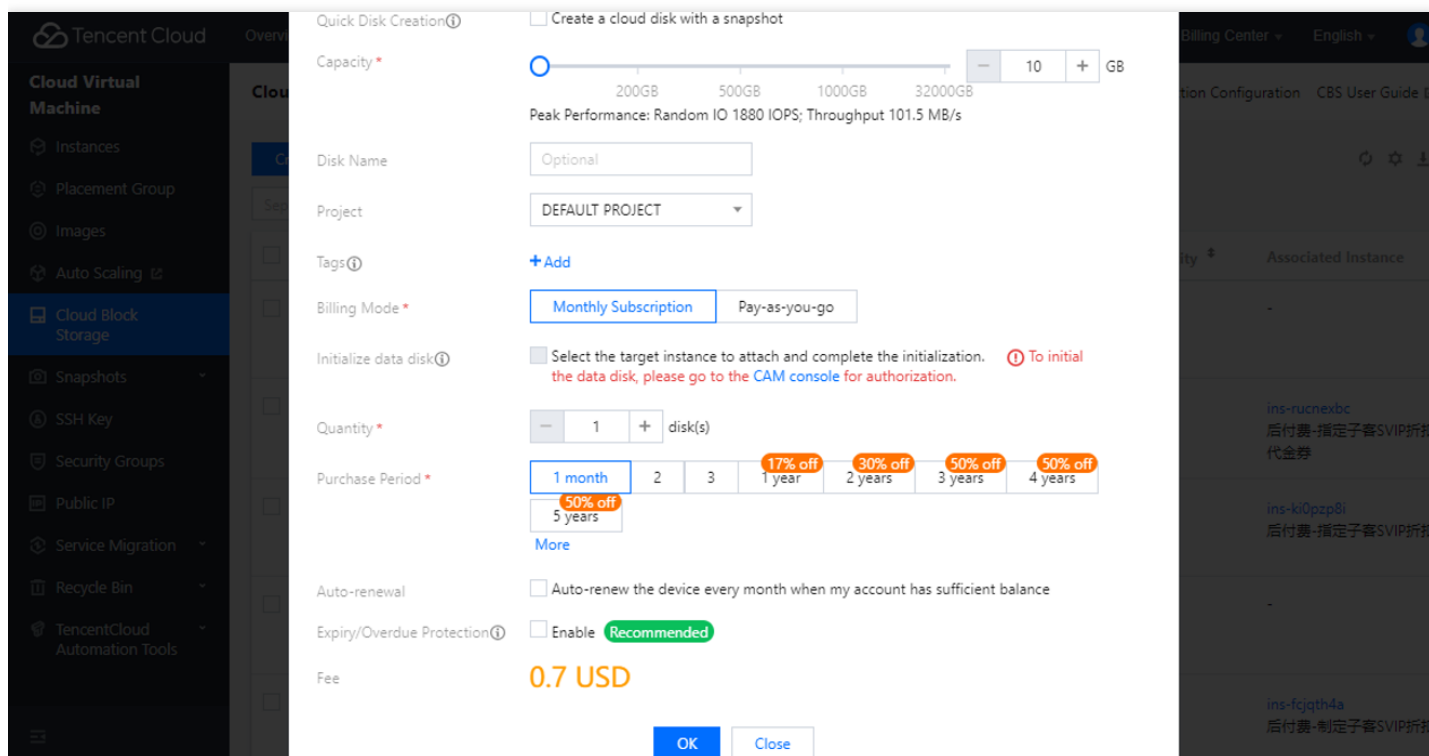 Tencent Cloud
Overvi
Billing Center
English
Cloud Virtual
Machine
Instances
Placement Group
Images
Auto Scaling
Cloud Block
Storage
Snapshots
SSH Key
Security Groups
Public IP
Service Migration
Recycle Bin
TencentCloud
Automation Tools
Clou
tion Configuration CBS User Guide
Cr
Sep
Quick Disk Creation
Create a cloud disk with a snapshot
Capacity *
10 GB
200GB 500GB 1000GB 32000GB
Peak Performance: Random IO 1880 IOPS; Throughput 101.5 MB/s
Disk Name
Optional
Project
DEFAULT PROJECT
Tags
+ Add
Billing Mode *
Monthly Subscription Pay-as-you-go
Initialize data disk
Select the target instance to attach and complete the initialization. To initial
the data disk, please go to the CAM console for authorization.
Quantity *
1 disk(s)
Purchase Period *
17% off 30% off 50% off 50% off
1 month 2 3 1 year 2 years 3 years 4 years
50% off
5 years
More
Auto-renewal
Auto-renew the device every month when my account has sufficient balance
Expiry/Overdue Protection
Enable Recommended
Fee
0.7 USD
OK Close
ity
Associated Instance
-
ins-rucnexbc
后付费-指定子客SVIP折扣
代金券
ins-ki0pzp8i
后付费-指定子客SVIP折扣
-
ins-fcjqth4a
后付费-制定子客SVIP折扣